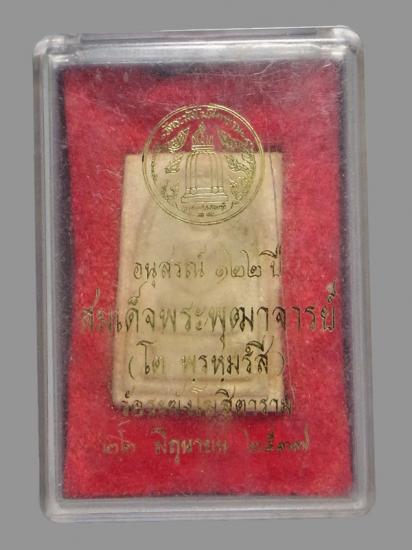 อนุสรณ์ ๑๒๒ ปี
สมเด็จพระพุฒาจารย์
(โต พฺรหฺมรํสี)
วัดระฆังโฆสิตาราม
๒๒ มิถุนายน ๒๕๓๗